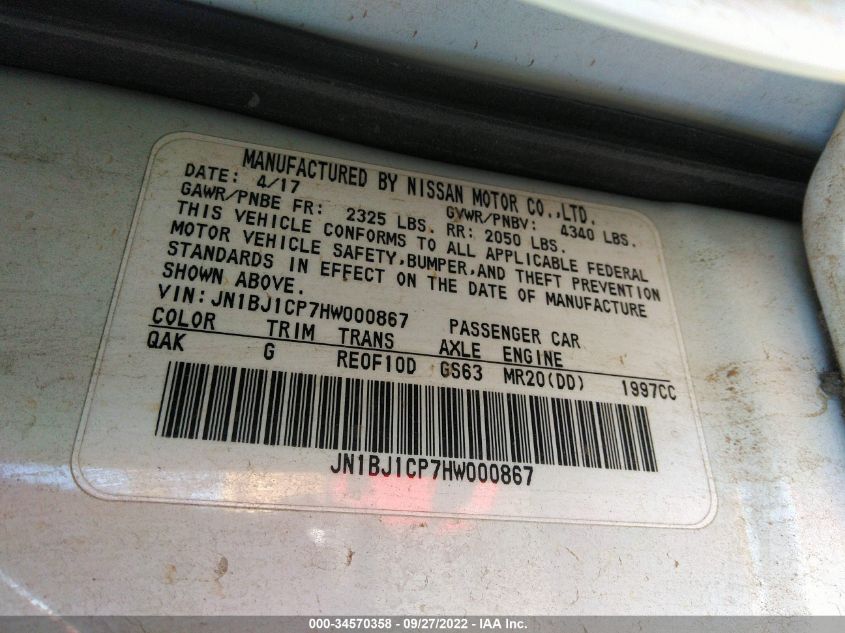 MANUFACTURED BY NISSAN MOTOR CO.,LTD.
DATE: 4/17 GVWR/PNBV: 4340 LBS.
GAWR/PNBE FR: 2325 LBS. RR: 2050 LBS.
THIS VEHICLE CONFORMS TO ALL APPLICABLE FEDERAL
MOTOR VEHICLE SAFETY,BUMPER,AND THEFT PREVENTION
STANDARDS IN EFFECT ON THE DATE OF MANUFACTURE
SHOWN ABOVE.
VIN:JN1BJ1CP7HW000867 PASSENGER CAR
COLOR TRIM TRANS AXLE ENGINE
QAK G RE0F10D GS63 MR20(DD) 1997CC
JN1BJ1CP7HW000867
000-34570358 - 09/27/2022 - IAA Inc.